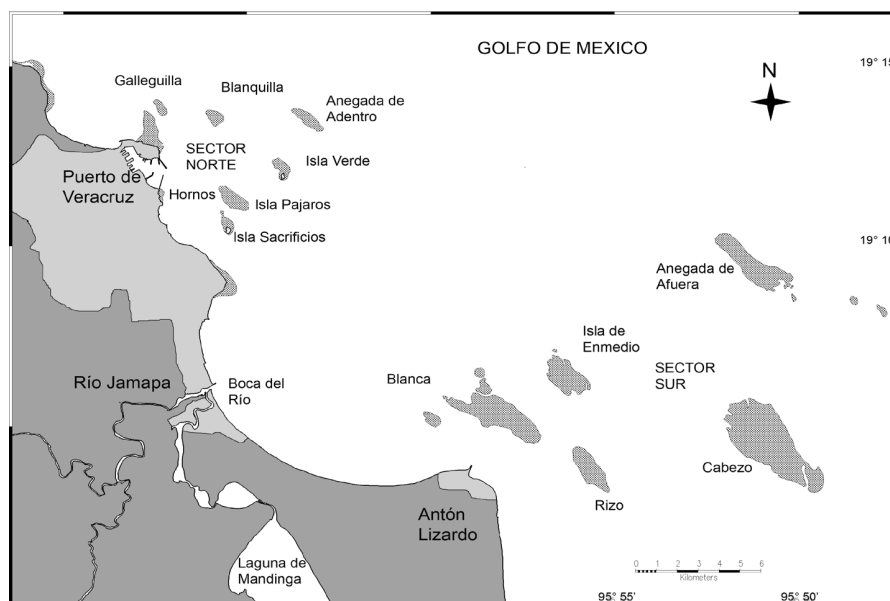 GOLFO DE MEXICO
19° 15
N
Galleguilla
Blanquilla
Anegada de
Adentro
SECTOR
NORTE
Isla Verde
Puerto de
Veracruz
Hornos
Isla Pajaros
Isla Sacrificios
19° 10
Anegada de
Afuera
Isla de
Enmedio
SECTOR
SUR
Blanca
Río Jamapa
Boca del
Río
Cabezo
Rizo
Antón
Lizardo
Laguna de
Mandinga
0 1 2 3 4 5 6
Kilometers
95° 55'
95° 50'